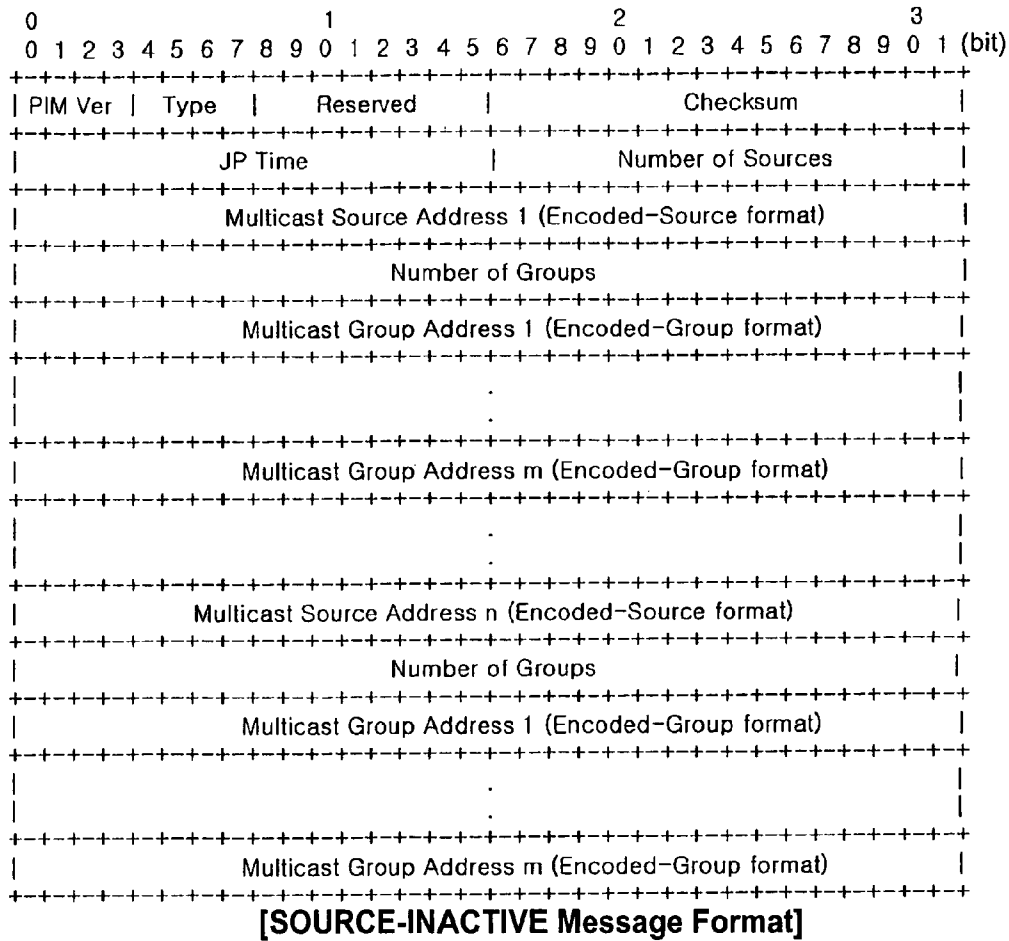 0 1 2 3
0 1 2 3 4 5 6 7 8 9 0 1 2 3 4 5 6 7 8 9 0 1 2 3 4 5 6 7 8 9 0 1 (bit)
+-+-+-+-+-+-+-+-+-+-+-+-+-+-+-+-+-+-+-+-+-+-+-+-+-+-+-+-+-+-+-+-+
| PIM Ver | Type | Reserved | Checksum |
+-+-+-+-+-+-+-+-+-+-+-+-+-+-+-+-+-+-+-+-+-+-+-+-+-+-+-+-+-+-+-+-+
| JP Time | Number of Sources |
+-+-+-+-+-+-+-+-+-+-+-+-+-+-+-+-+-+-+-+-+-+-+-+-+-+-+-+-+-+-+-+-+
| Multicast Source Address 1 (Encoded-Source format) |
+-+-+-+-+-+-+-+-+-+-+-+-+-+-+-+-+-+-+-+-+-+-+-+-+-+-+-+-+-+-+-+-+
| Number of Groups |
+-+-+-+-+-+-+-+-+-+-+-+-+-+-+-+-+-+-+-+-+-+-+-+-+-+-+-+-+-+-+-+-+
| Multicast Group Address 1 (Encoded-Group format) |
+-+-+-+-+-+-+-+-+-+-+-+-+-+-+-+-+-+-+-+-+-+-+-+-+-+-+-+-+-+-+-+-+
| . |
| . |
+-+-+-+-+-+-+-+-+-+-+-+-+-+-+-+-+-+-+-+-+-+-+-+-+-+-+-+-+-+-+-+-+
| Multicast Group Address m (Encoded-Group format) |
+-+-+-+-+-+-+-+-+-+-+-+-+-+-+-+-+-+-+-+-+-+-+-+-+-+-+-+-+-+-+-+-+
| . |
| . |
+-+-+-+-+-+-+-+-+-+-+-+-+-+-+-+-+-+-+-+-+-+-+-+-+-+-+-+-+-+-+-+-+
| Multicast Source Address n (Encoded-Source format) |
+-+-+-+-+-+-+-+-+-+-+-+-+-+-+-+-+-+-+-+-+-+-+-+-+-+-+-+-+-+-+-+-+
| Number of Groups |
+-+-+-+-+-+-+-+-+-+-+-+-+-+-+-+-+-+-+-+-+-+-+-+-+-+-+-+-+-+-+-+-+
| Multicast Group Address 1 (Encoded-Group format) |
+-+-+-+-+-+-+-+-+-+-+-+-+-+-+-+-+-+-+-+-+-+-+-+-+-+-+-+-+-+-+-+-+
| . |
| . |
+-+-+-+-+-+-+-+-+-+-+-+-+-+-+-+-+-+-+-+-+-+-+-+-+-+-+-+-+-+-+-+-+
| Multicast Group Address m (Encoded-Group format) |
+-+-+-+-+-+-+-+-+-+-+-+-+-+-+-+-+-+-+-+-+-+-+-+-+-+-+-+-+-+-+-+-+
[SOURCE-INACTIVE Message Format]